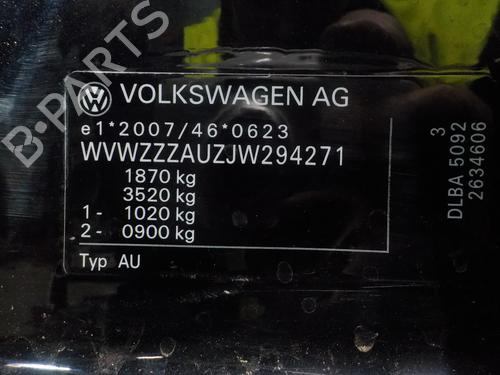 B-PARTS
VOLKSWAGEN AG
e1*2007/46*0623
WVWZZZAUZJW294271
1870 kg
3520 kg
1- 1020 kg
2- 0900 kg
Typ AU
3
DLBA 5092
2634606